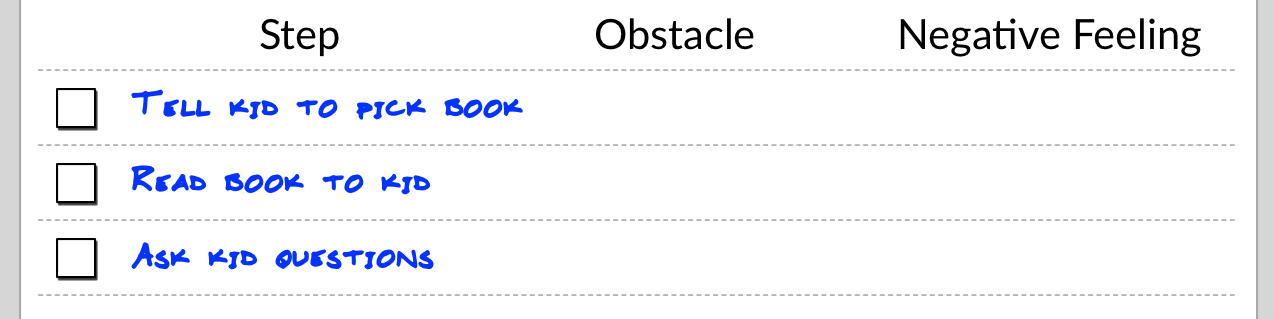 Step Obstacle Negative Feeling
Tell kid to pick book
Read book to kid
Ask kid questions